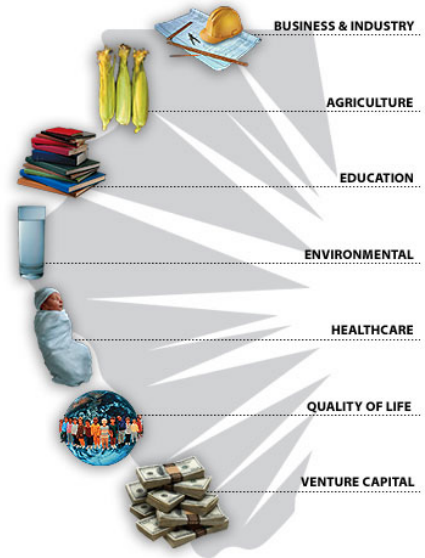 BUSINESS & INDUSTRY
AGRICULTURE
EDUCATION
ENVIRONMENTAL
HEALTHCARE
QUALITY OF LIFE
VENTURE CAPITAL